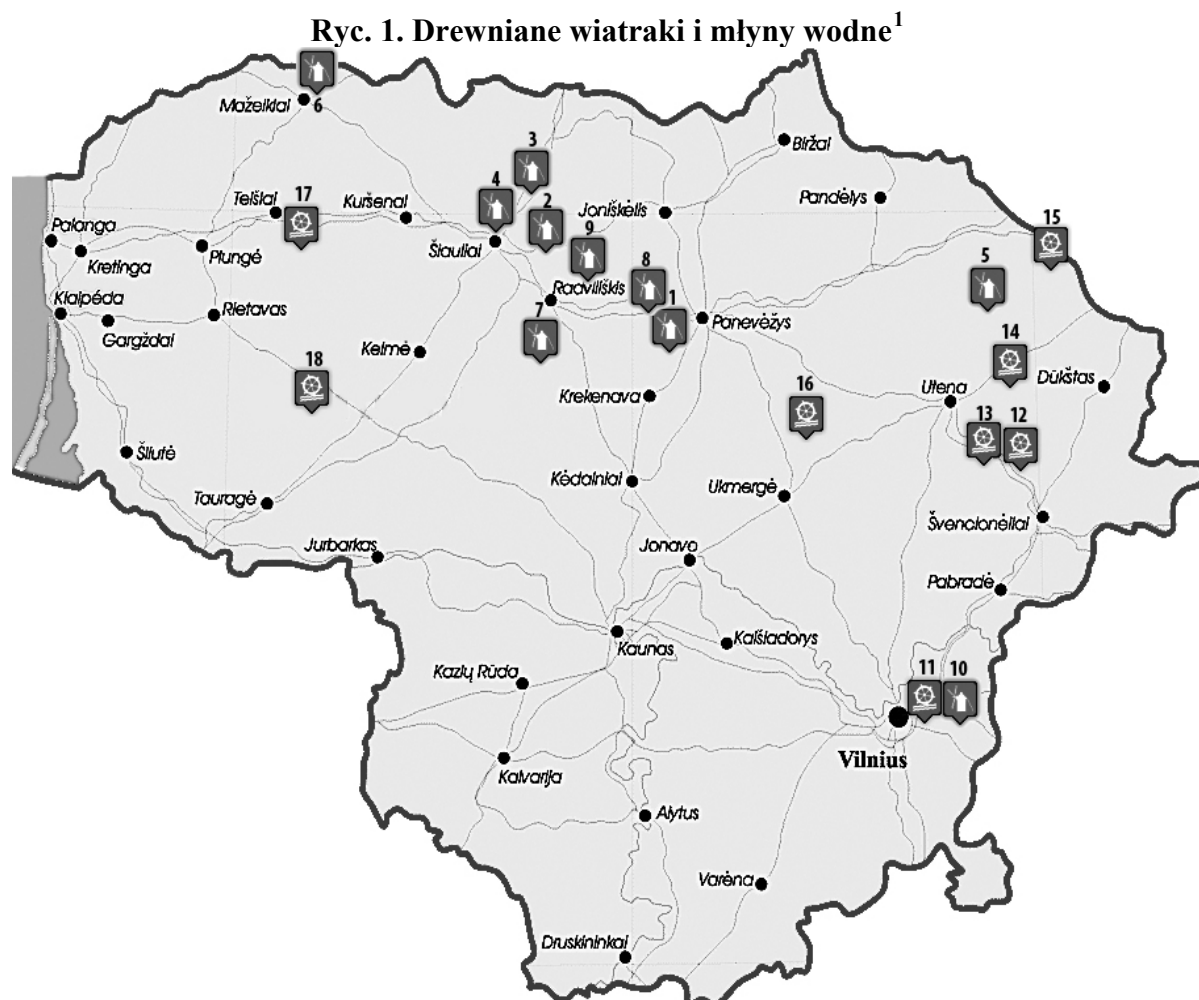 Ryc. 1. Drewniane wiatraki i młyny wodne1
Mažeikiai
6
Biržai
3
Pandėlys
4
17
Telšiai
Kuršėnai
2
Joniškėlis
15
Palanga
9
Šiauliai
Kretinga
Plungė
8
5
Radviliškis
1
Klaipėda
Rietavas
7
Panevėžys
Gargždai
14
Kelmė
18
Dūkštas
16
Utena
Krekenava
13
12
Šilutė
Kėdainiai
Ukmergė
Tauragė
Švenčionėliai
Jurbarkas
Jonava
Pabradė
Kaišiadorys
Kaunas
11
10
Kazlų Rūda
Vilnius
Kalvarija
Alytus
Varėna
Druskininkai